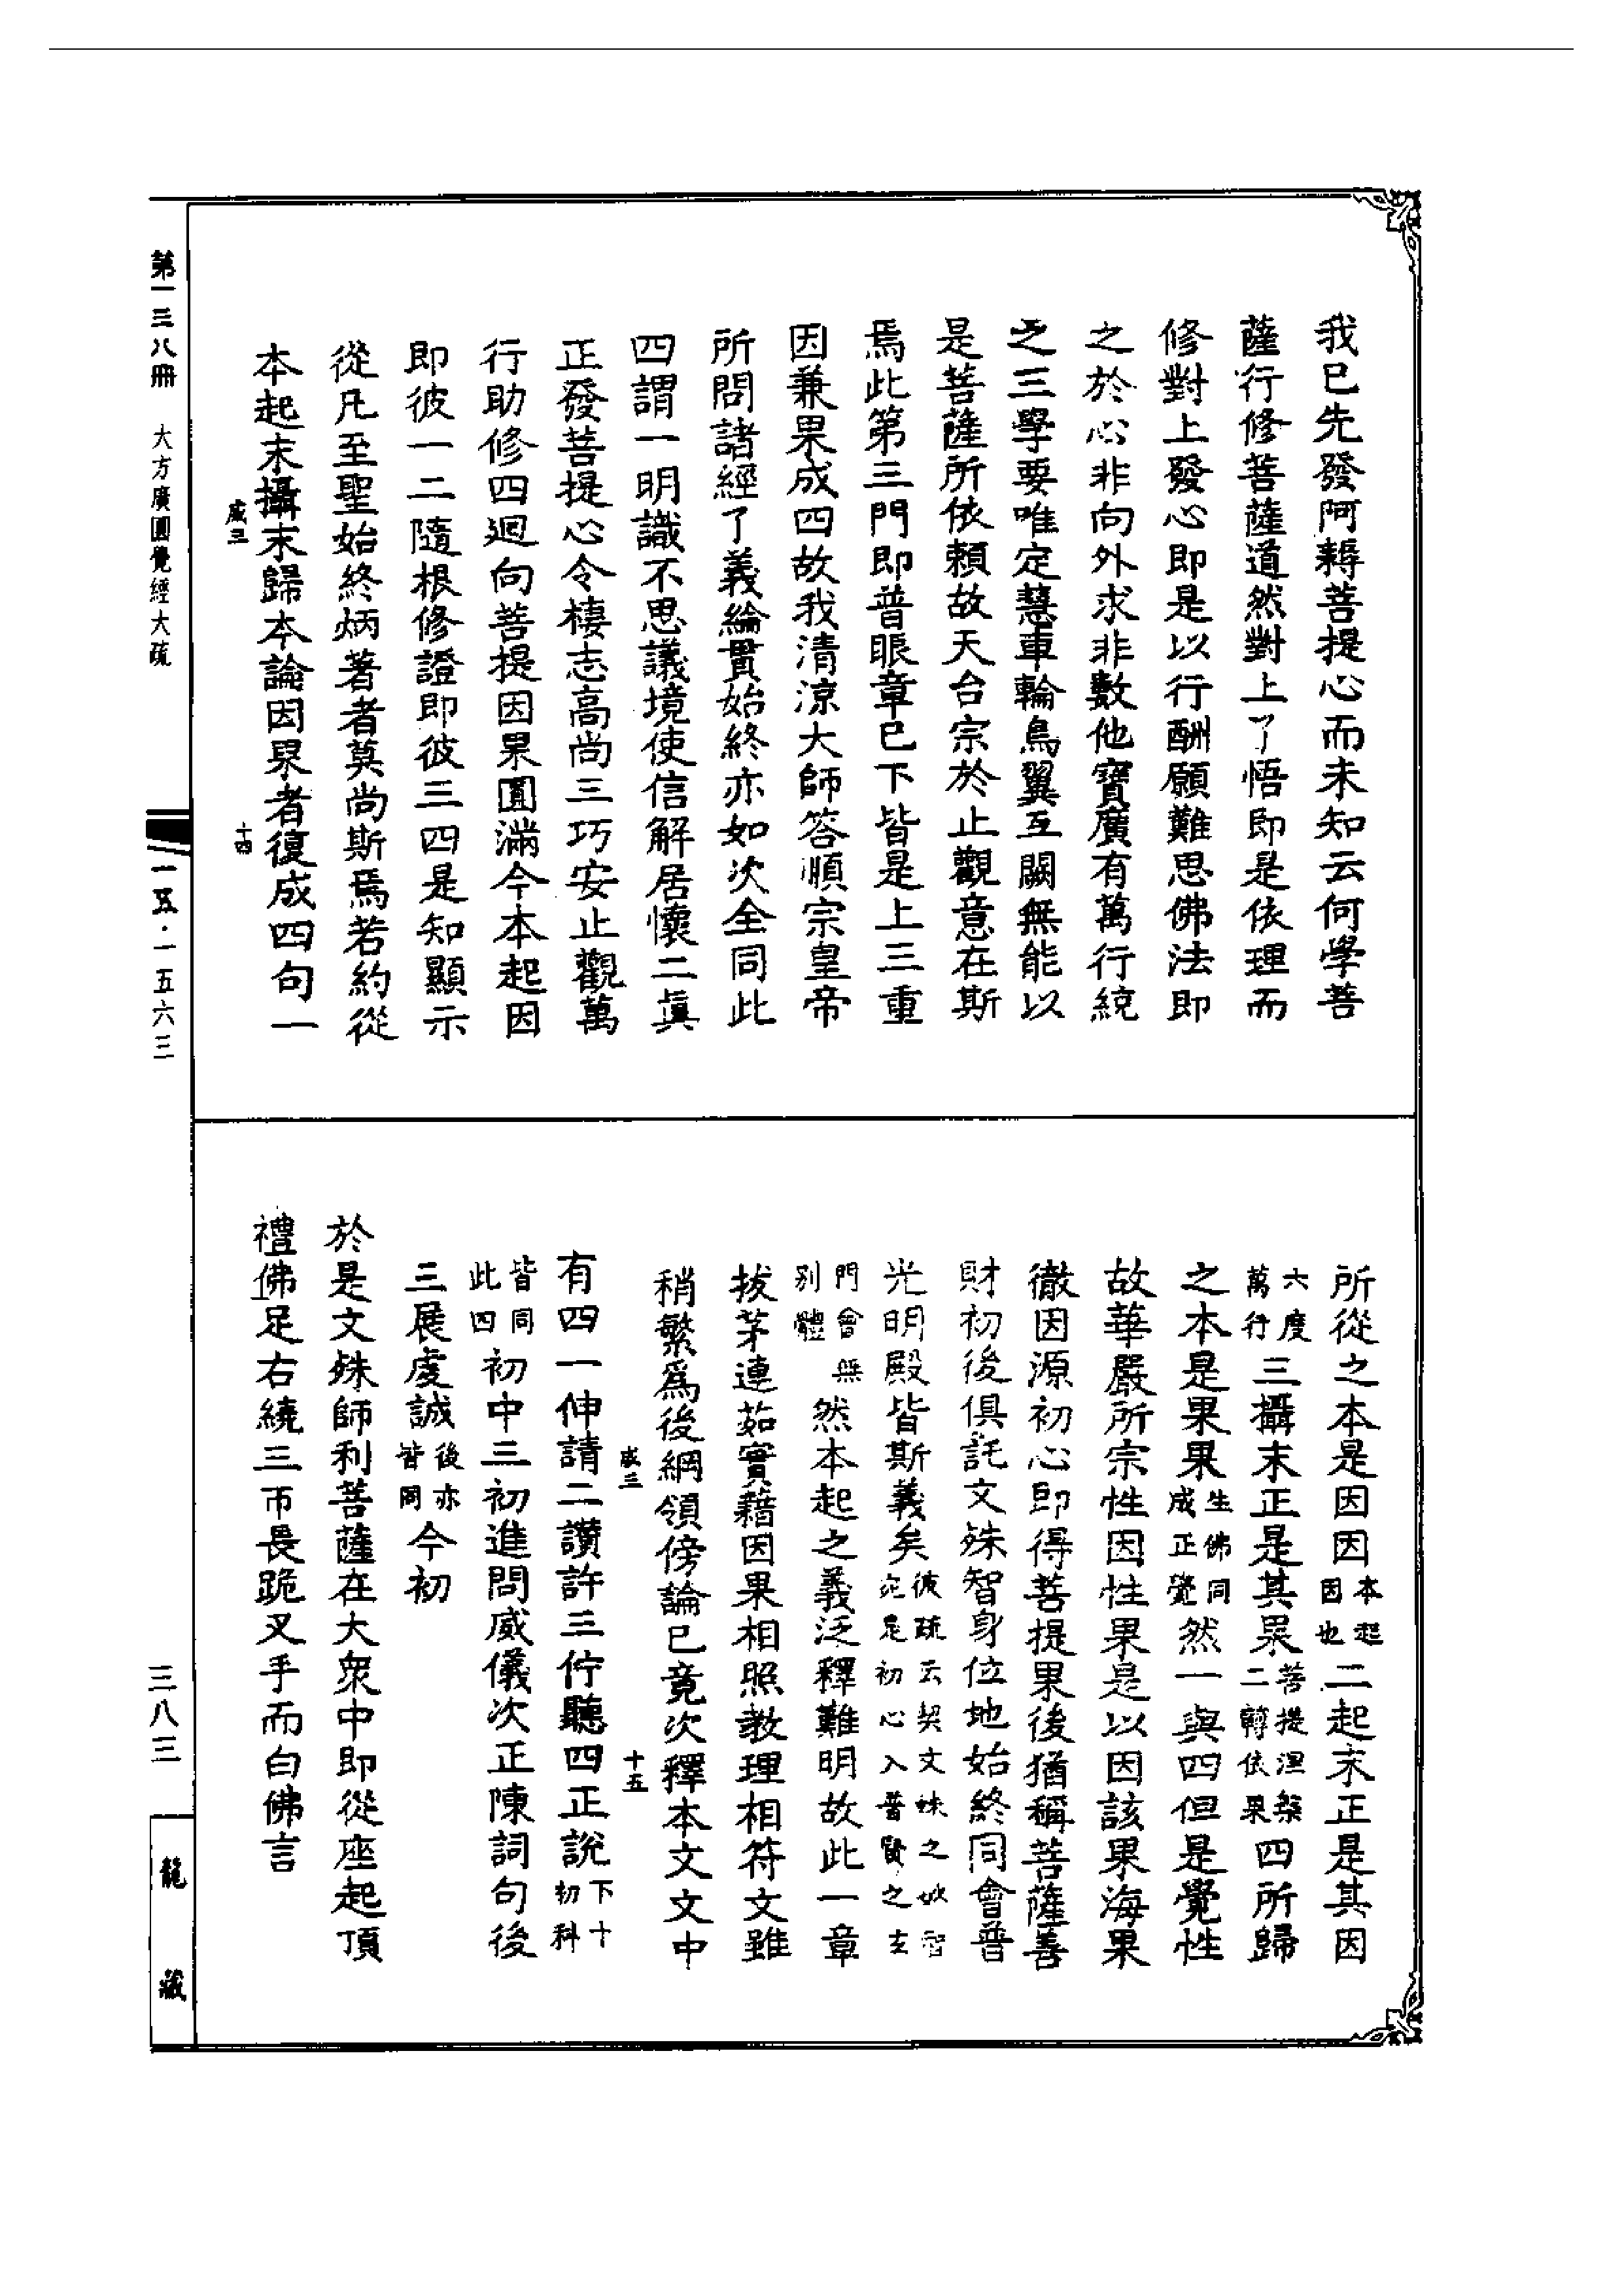 我已先發阿耨菩提心而未知云何學菩
薩行修菩薩道然對上了悟即是依理而
修對上發心即是以行酬願難思佛法即
之於心非向外求非數他寶廣有萬行統
之三學要唯定慧車輪鳥翼互闕無能以
是菩薩所依賴故天台宗於止觀意在斯
焉此第三門即普眼章已下皆是上三重
因兼果成四故我清涼大師答順宗皇帝
所問諸經了義綸貫始終亦如次全同此
四謂一明識不思議境使信解居懷二眞
正發菩提心令棲志高尚三巧安止觀萬
行助修四迴向菩提因果圓滿今本起因
即彼一二隨根修證即彼三四是知顯示
從凡至聖始終炳著者莫尚斯焉若約從
本起末攝末歸本論因果者復成四句一
咸三
十四
所從之本是因因本起因也二起末正是其因
六度萬行三攝末正是其果菩提涅槃二轉依果四所歸
之本是果果生佛同成正覺然一與四但是覺性
故華嚴所宗性因性果是以因該果海果
徹因源初心即得菩提果後猶稱菩薩善
財初後俱託文殊智身位地始終同會普
光明殿皆斯義矣彼疏云契文殊之妙智宛是初心入普賢之玄
門會無別體然本起之義泛釋難明故此一章
拔茅連茹實藉因果相照教理相符文雖
稍繁爲後綱領傍論已竟次釋本文文中
咸三
十五
有四一伸請二讚許三佇聽四正說下十初科
皆同此四初中三初進問威儀次正陳詞句後
三展虔誠後亦皆同今初
於是文殊師利菩薩在大衆中即從座起頂
禮佛足右繞三帀長跪叉手而白佛言
第一三八冊 大方廣圓覺經大疏
一五·一五六三
三八三
龍藏